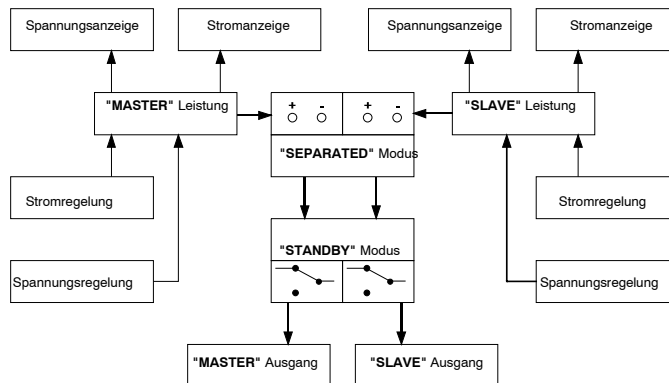 Spannungsanzeige
Stromanzeige
Spannungsanzeige
Stromanzeige
"MASTER" Leistung
+ - + -
"SLAVE" Leistung
"SEPARATED" Modus
Stromregelung
Stromregelung
"STANDBY" Modus
Spannungsregelung
Spannungsregelung
"MASTER" Ausgang
"SLAVE" Ausgang